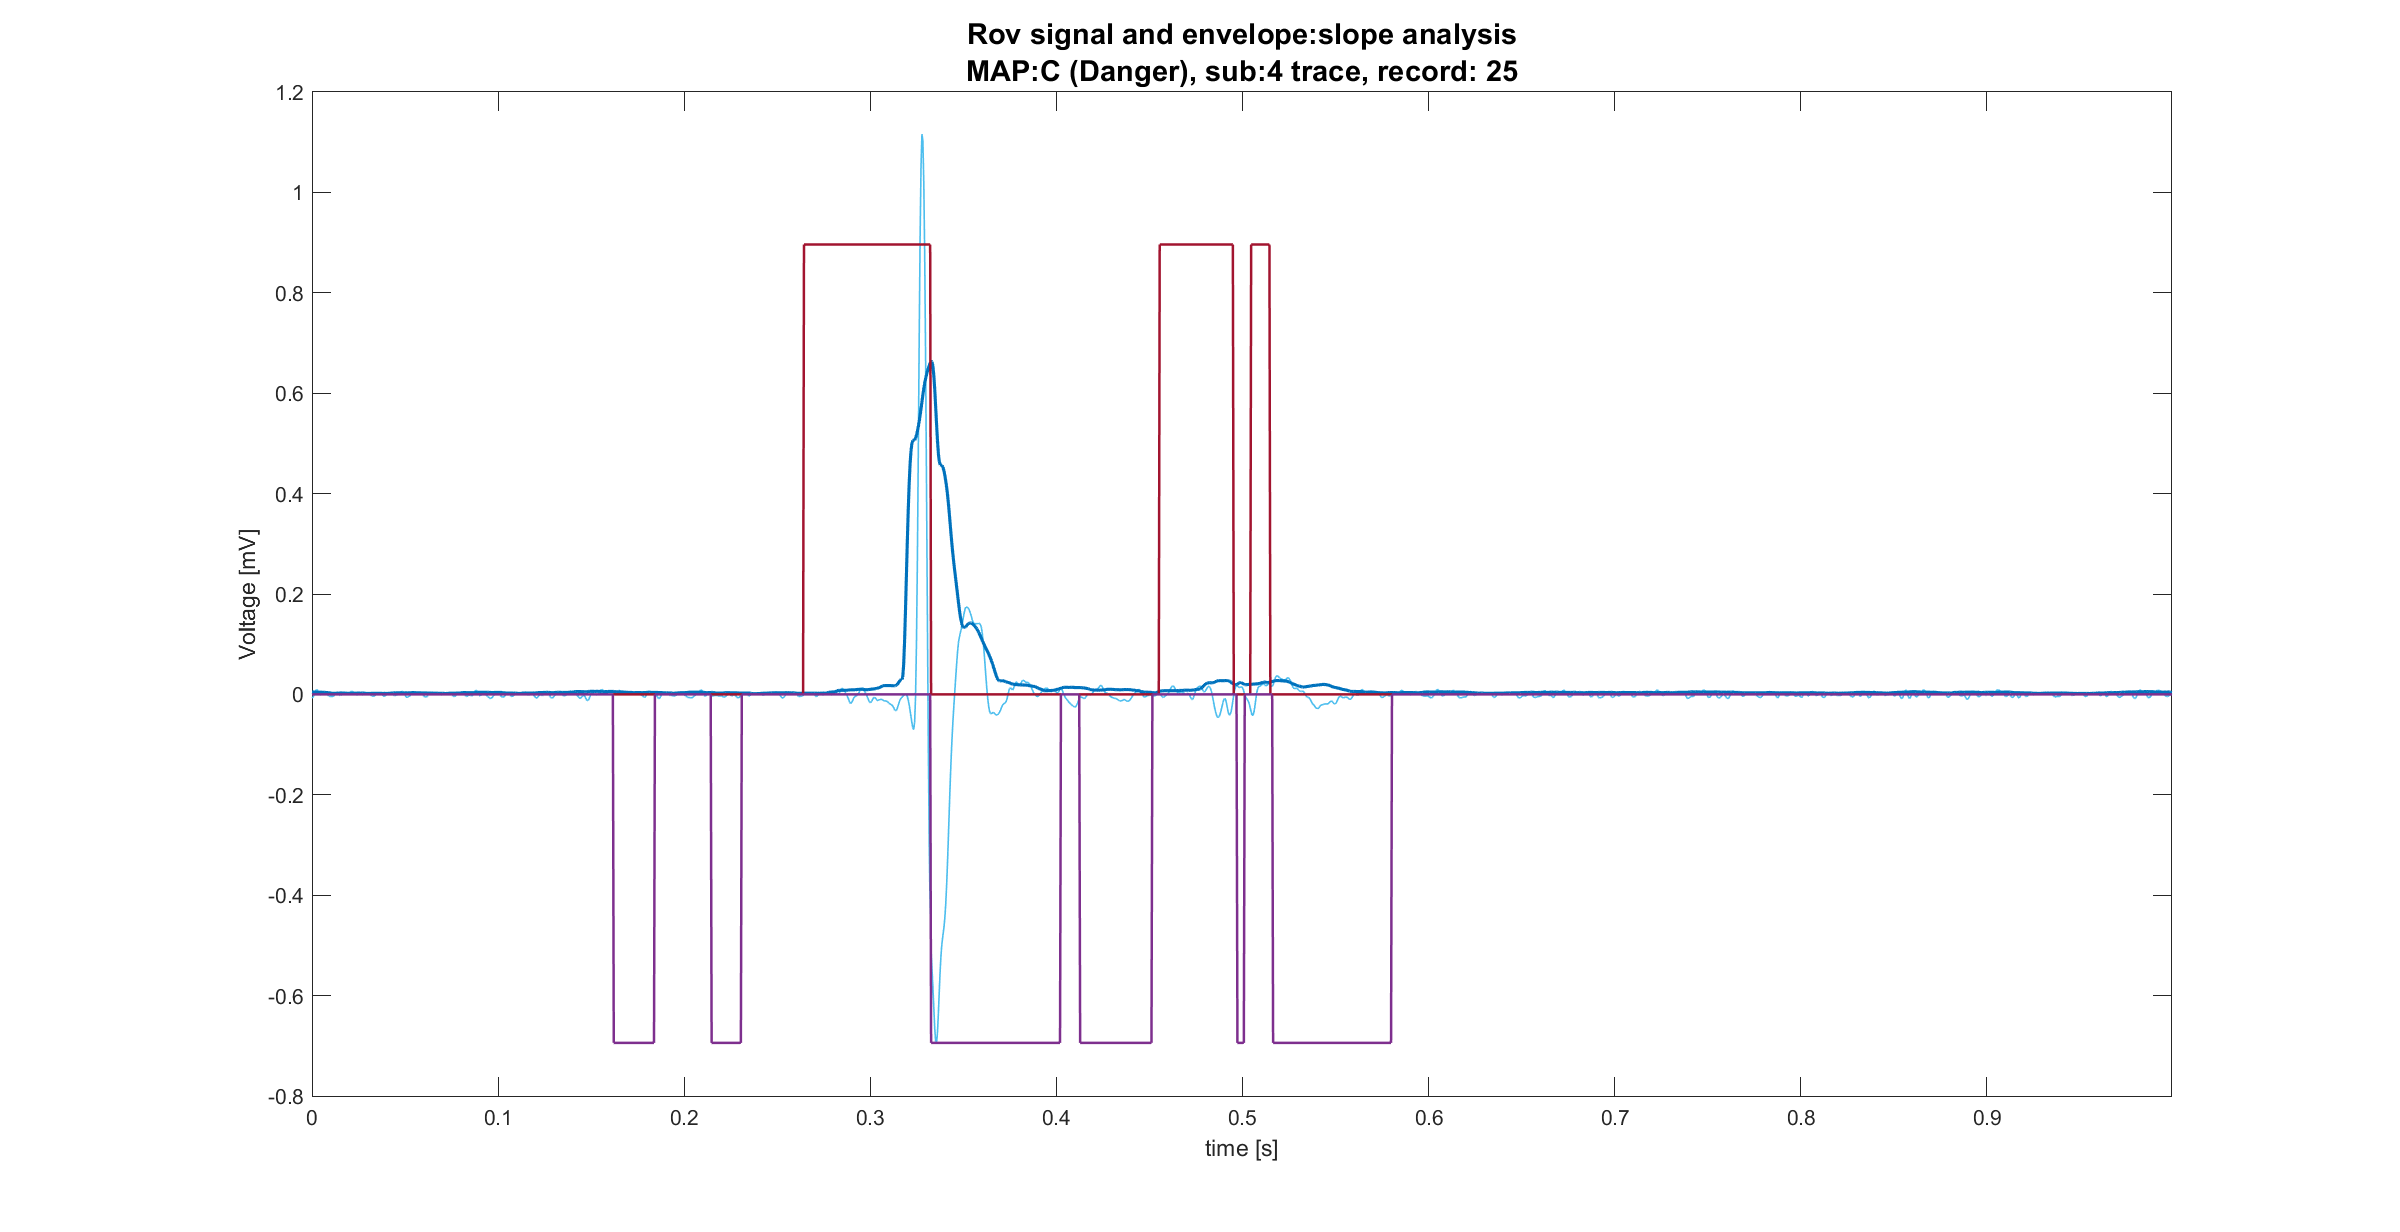 Rov signal and envelope:slope analysis
MAP:C (Danger), sub:4 trace, record: 25
1.2
1
0.8
0.6
0.4
0.2
0
-0.2
-0.4
-0.6
-0.8
Voltage [mV]
0 0.1 0.2 0.3 0.4 0.5 0.6 0.7 0.8 0.9
time [s]